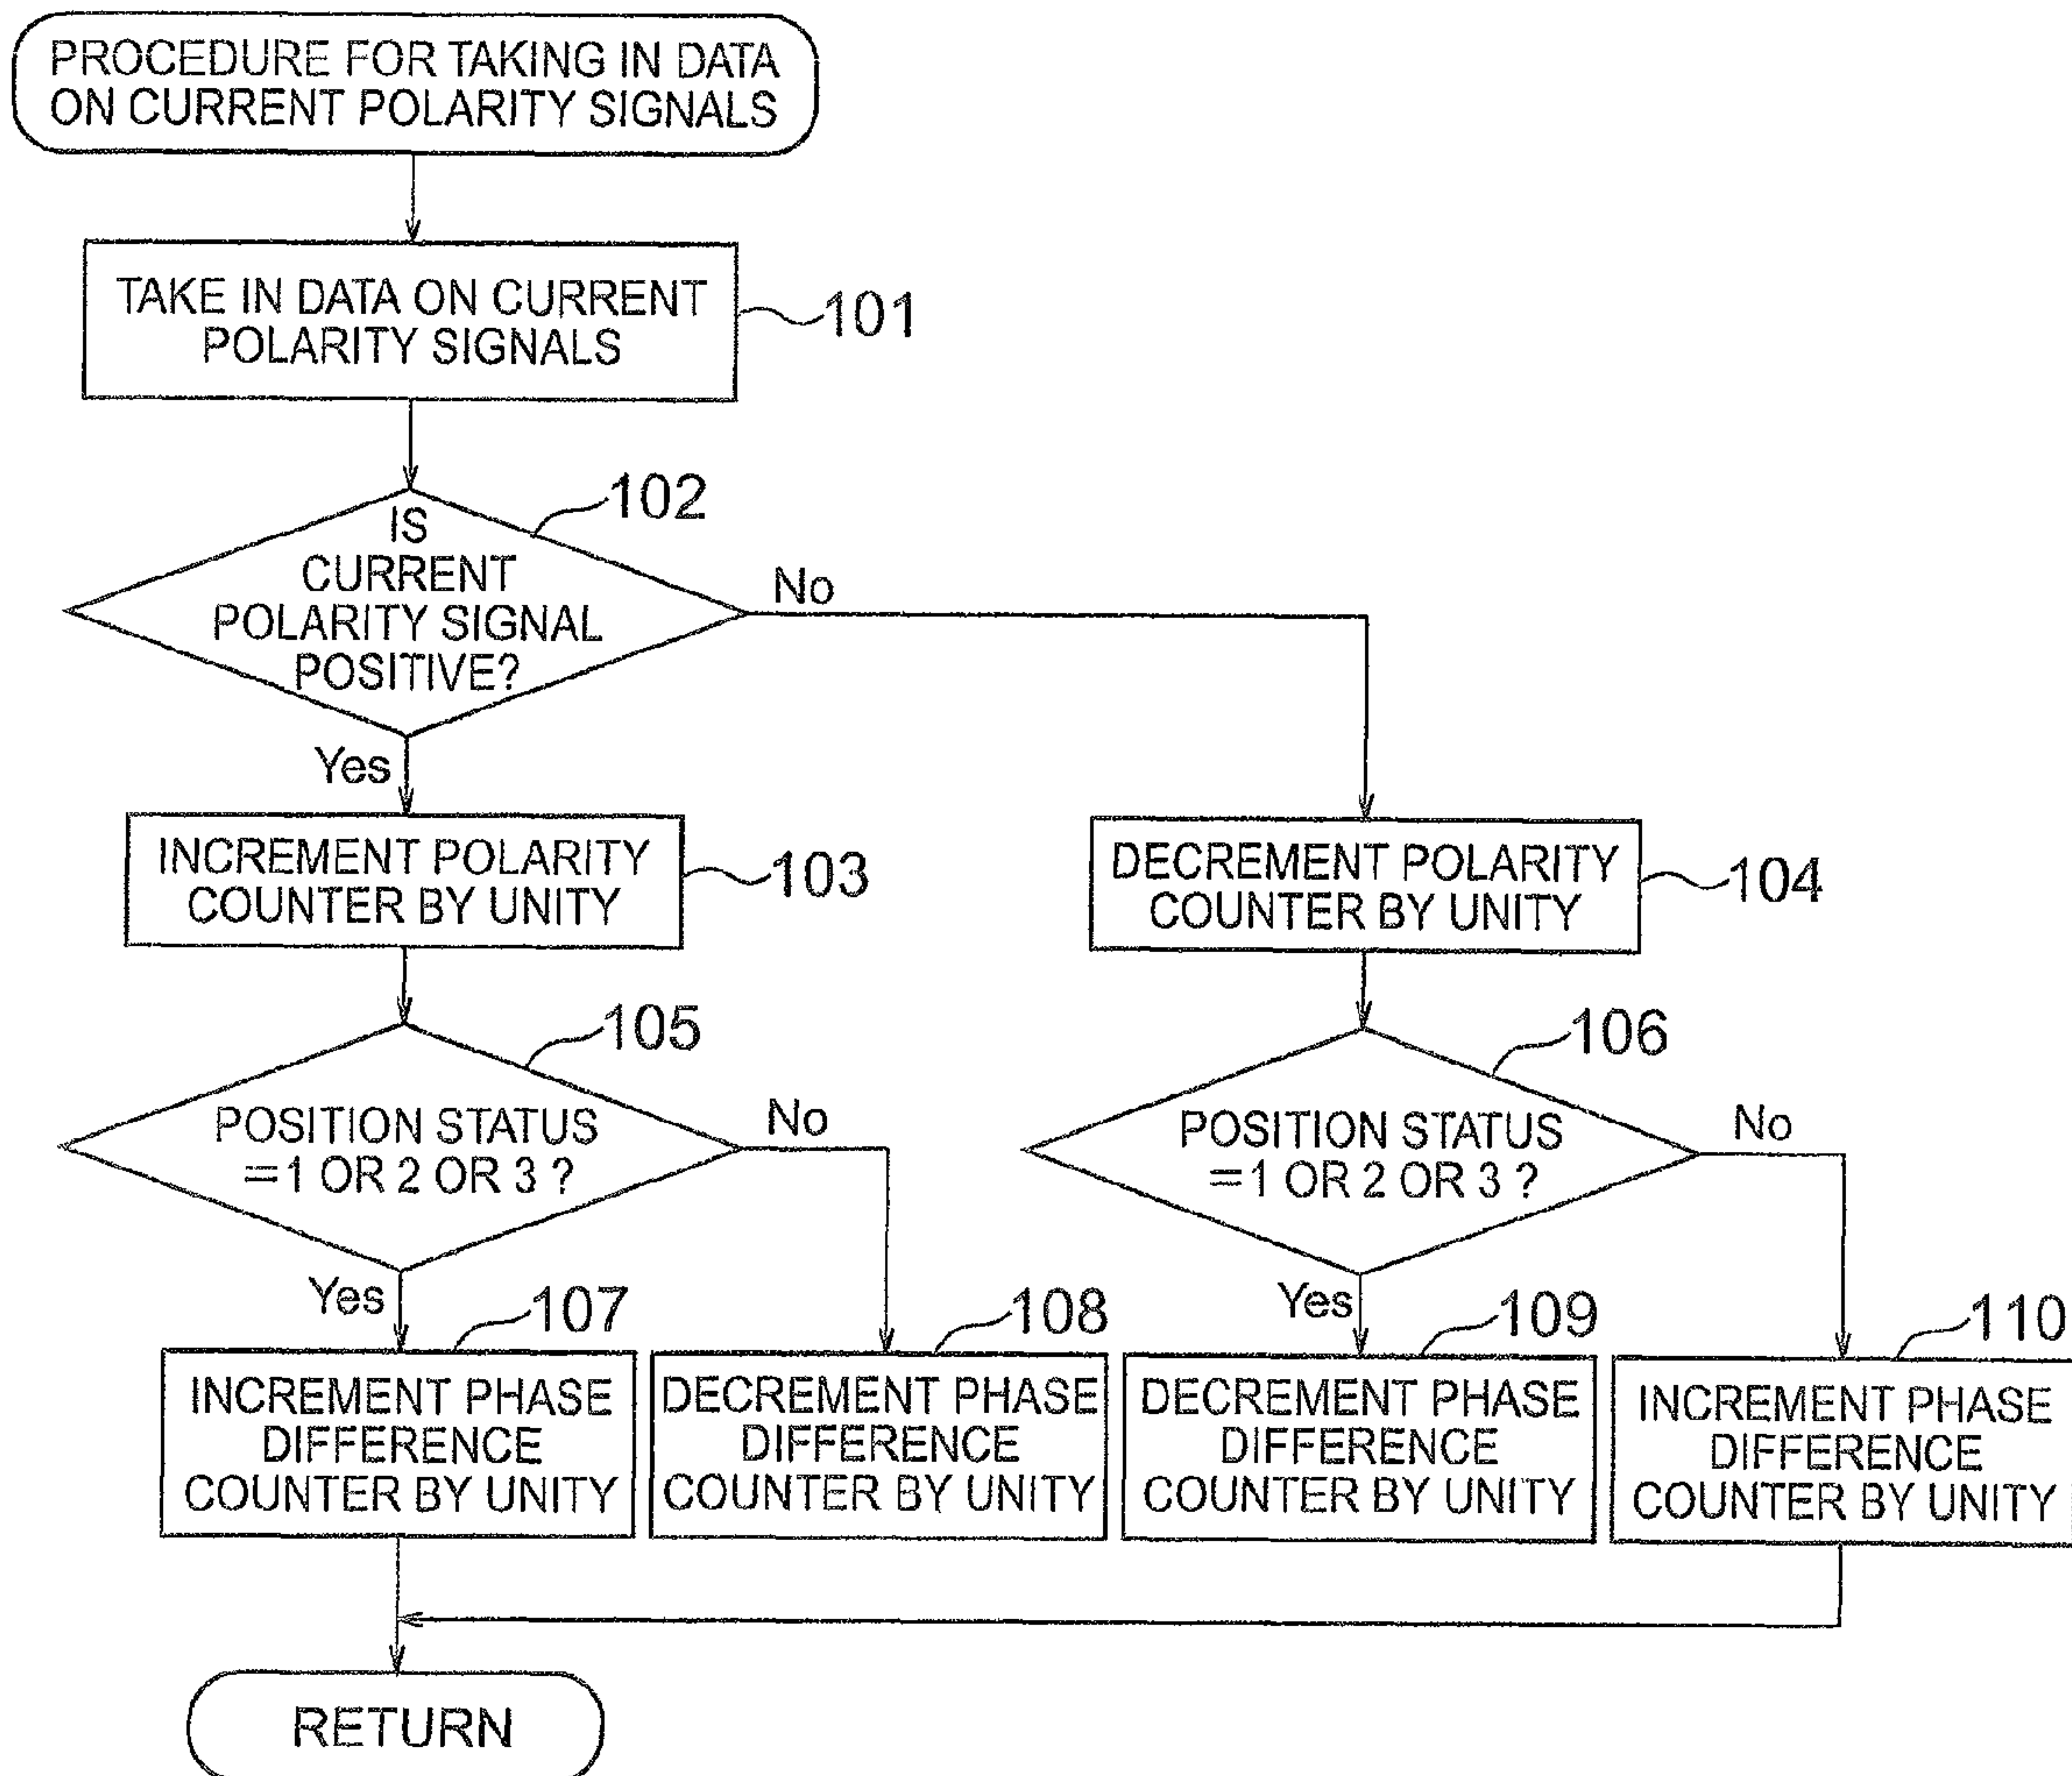 PROCEDURE FOR TAKING IN DATA
ON CURRENT POLARITY SIGNALS
TAKE IN DATA ON CURRENT
POLARITY SIGNALS
101
102
IS
CURRENT
POLARITY SIGNAL
POSITIVE?
No
Yes
INCREMENT POLARITY
COUNTER BY UNITY
103
DECREMENT POLARITY
COUNTER BY UNITY
104
105
POSITION STATUS
=1 OR 2 OR 3 ?
No
Yes
106
POSITION STATUS
=1 OR 2 OR 3 ?
No
Yes
107
INCREMENT PHASE
DIFFERENCE
COUNTER BY UNITY
108
DECREMENT PHASE
DIFFERENCE
COUNTER BY UNITY
109
DECREMENT PHASE
DIFFERENCE
COUNTER BY UNITY
110
INCREMENT PHASE
DIFFERENCE
COUNTER BY UNITY
RETURN